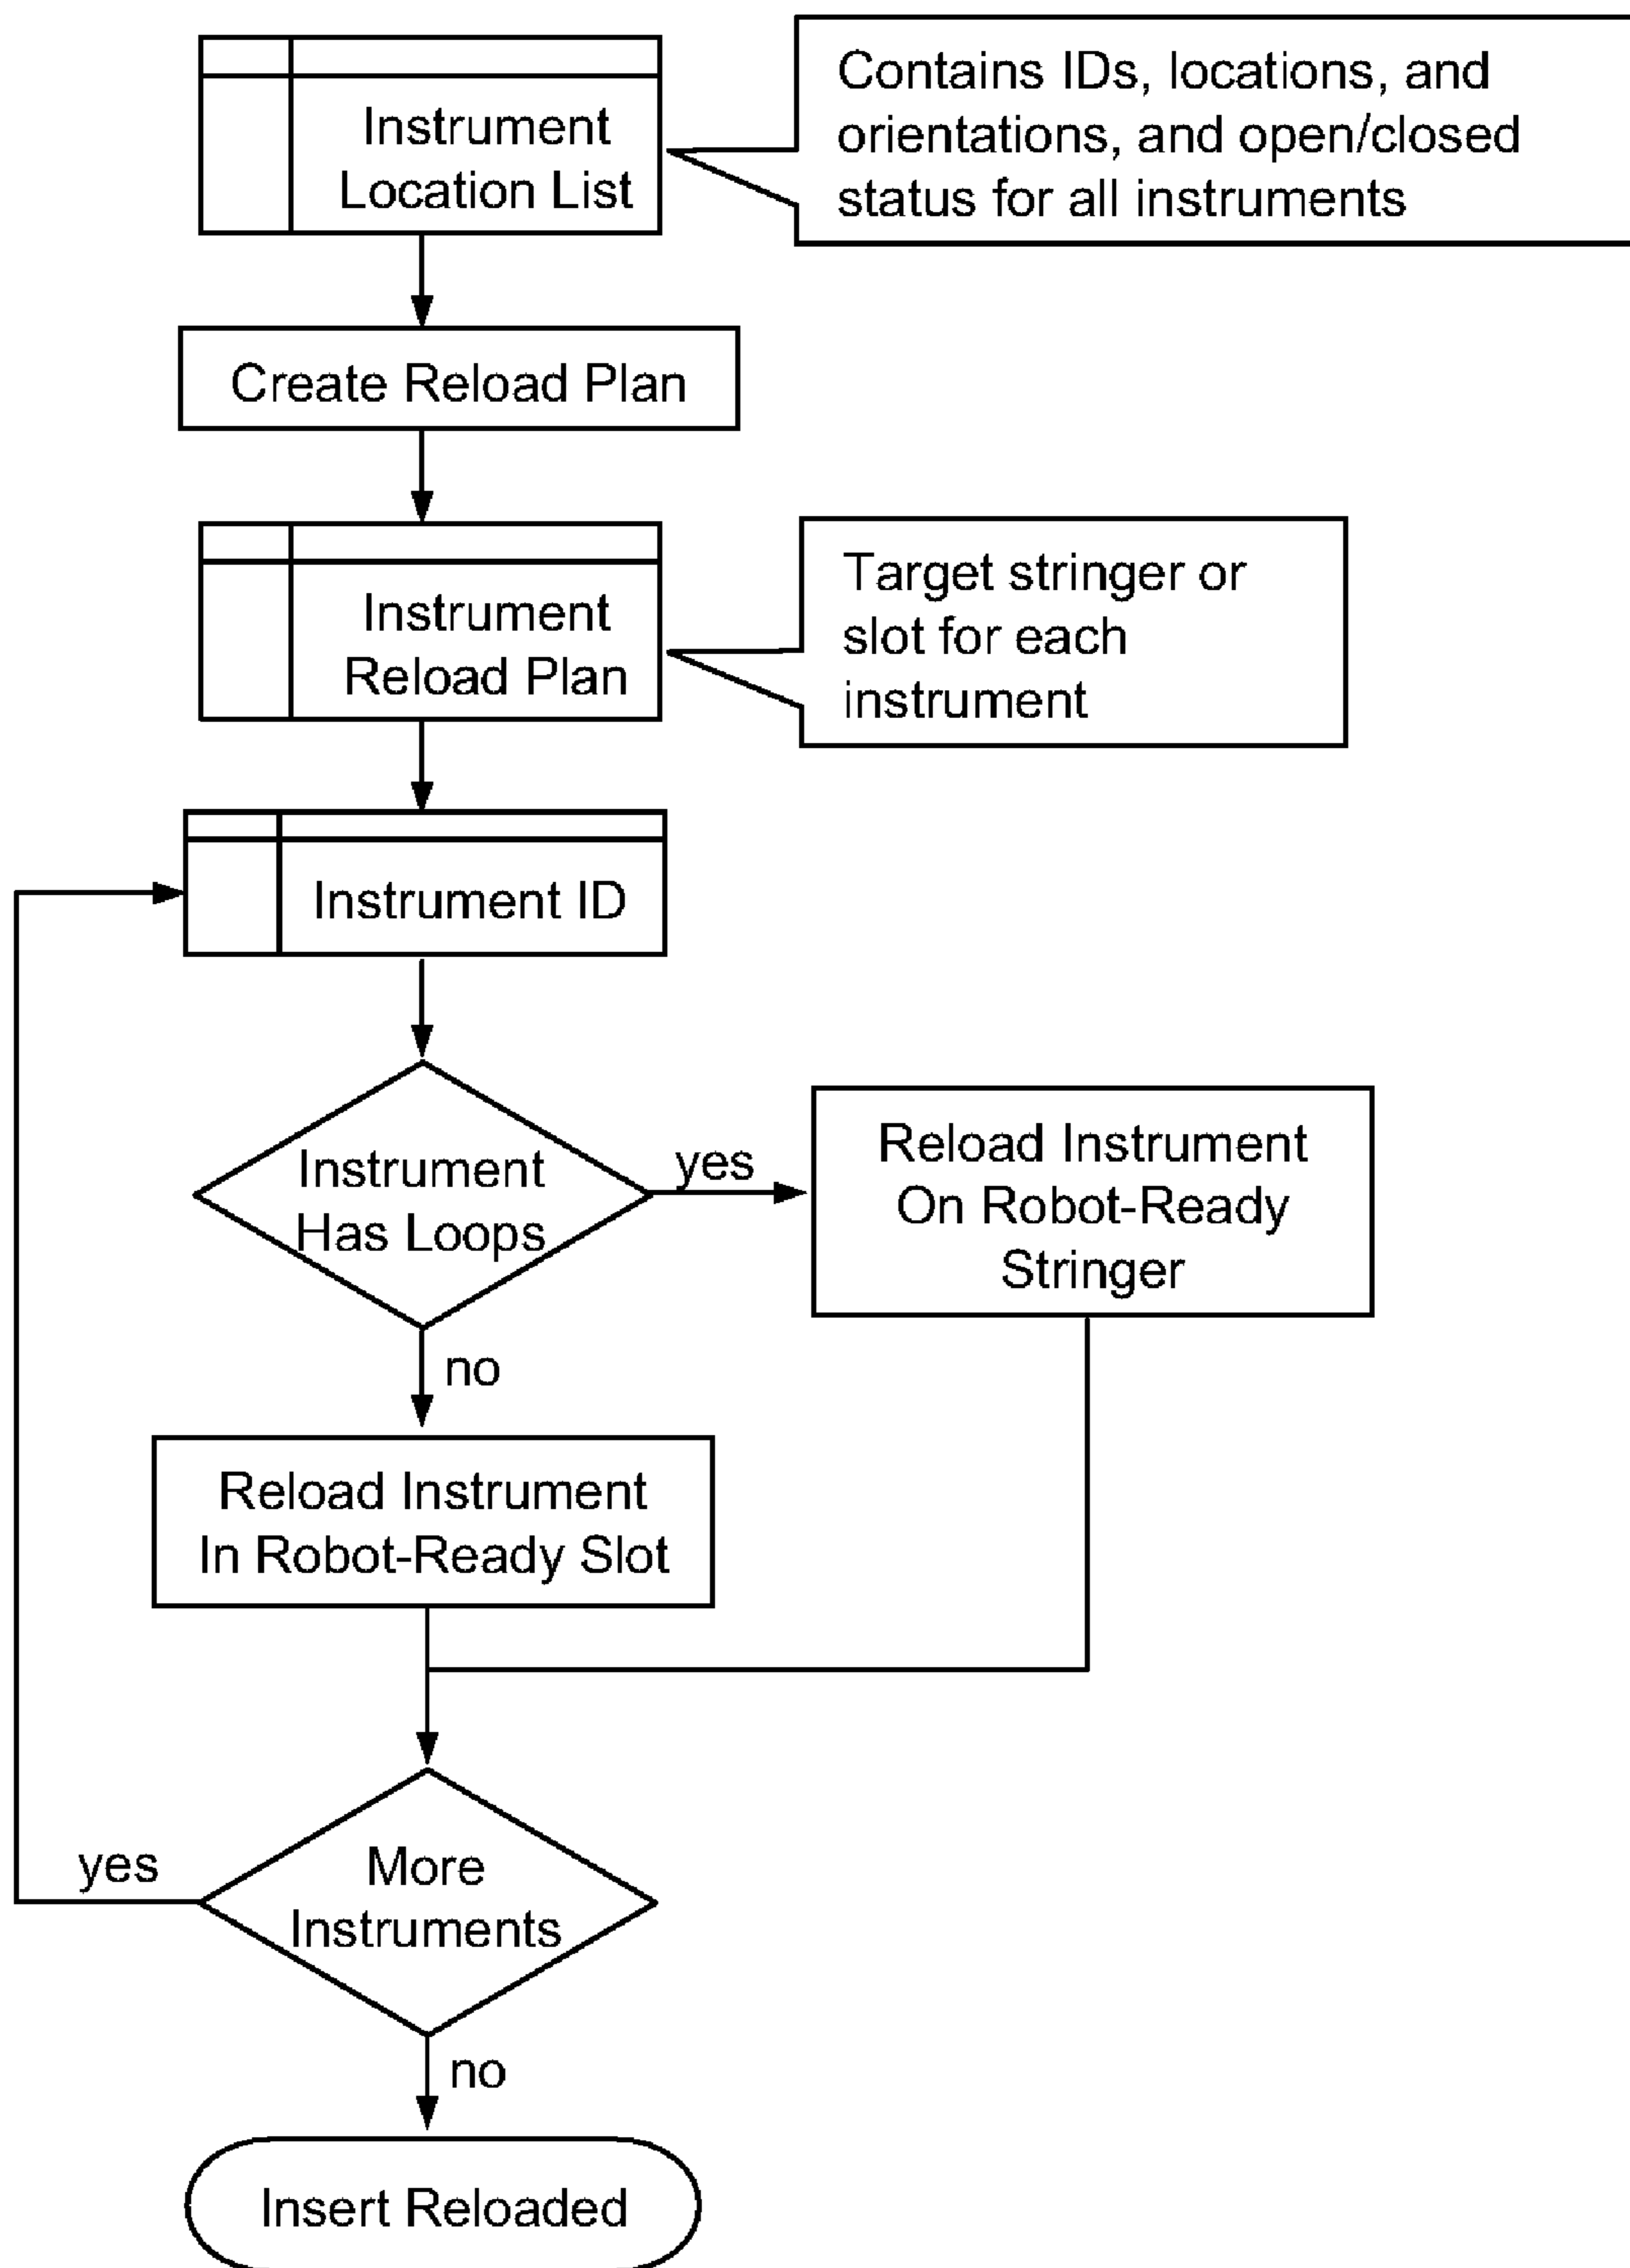 Instrument
Location List
Contains IDs, locations, and
orientations, and open/closed
status for all instruments
Create Reload Plan
Instrument
Reload Plan
Target stringer or
slot for each
instrument
Instrument ID
Instrument
Has Loops
yes
Reload Instrument
On Robot-Ready
Stringer
no
Reload Instrument
In Robot-Ready Slot
More
Instruments
yes
no
Insert Reloaded